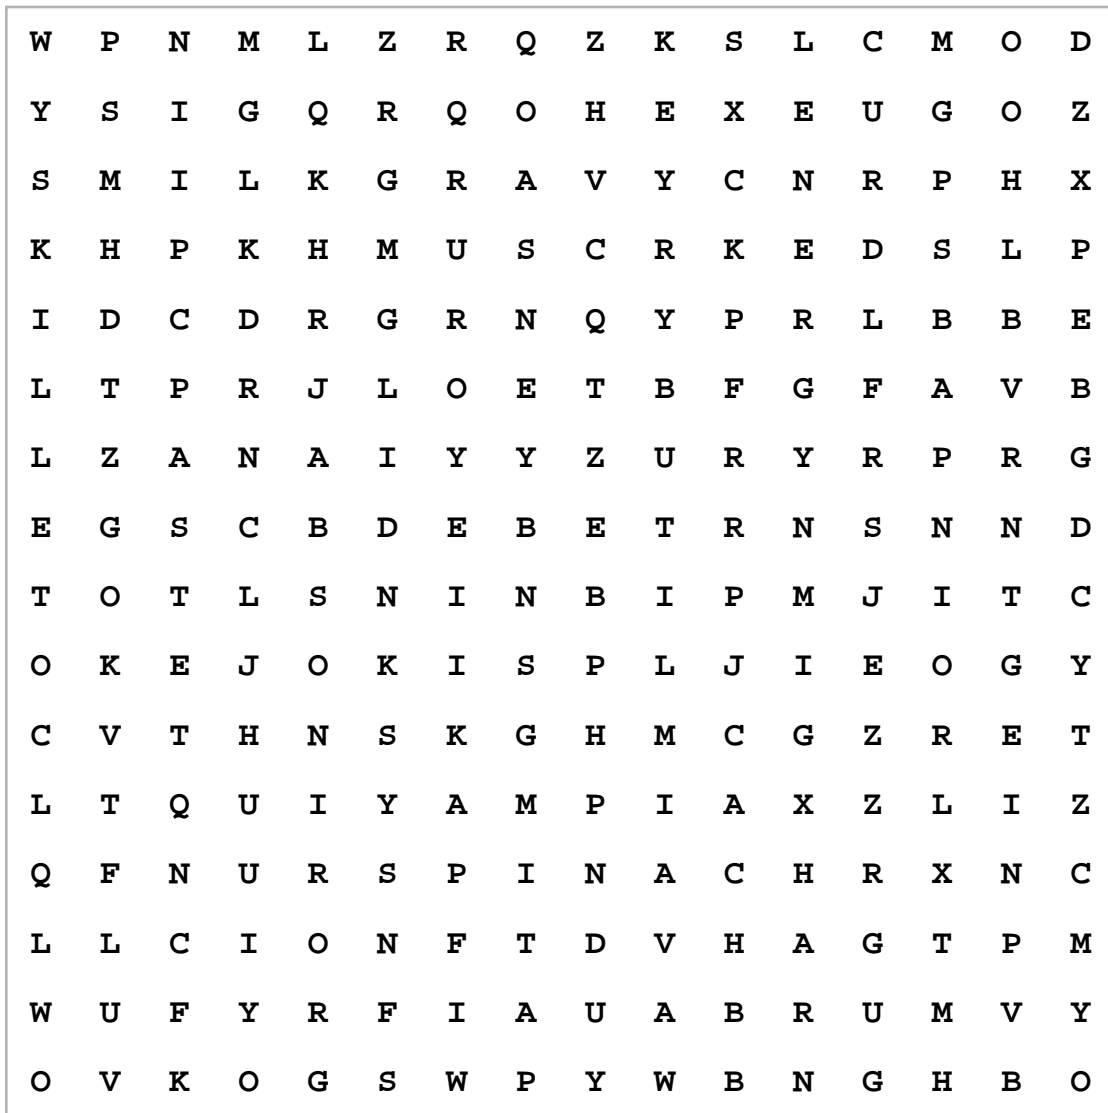 W P N M L Z R Q Z K S L C M O D
Y S I G Q R Q O H E X E U G O Z
S M I L K G R A V Y C N R P H X
K H P K H M U S C R K E D S L P
I D C D R G R N Q Y P R L B B E
L T P R J L O E T B F G F A V B
L Z A N A I Y Y Z U R Y R P R G
E G S C B D E B E T R N S N N D
T O T L S N I N B I P M J I T C
O K E J O K I S P L J I E O G Y
C V T H N S K G H M C G Z R E T
L T Q U I Y A M P I A X Z L I Z
Q F N U R S P I N A C H R X N C
L L C I O N F T D V H A G T P M
W U F Y R F I A U A B R U M V Y
O V K O G S W P Y W B N G H B O